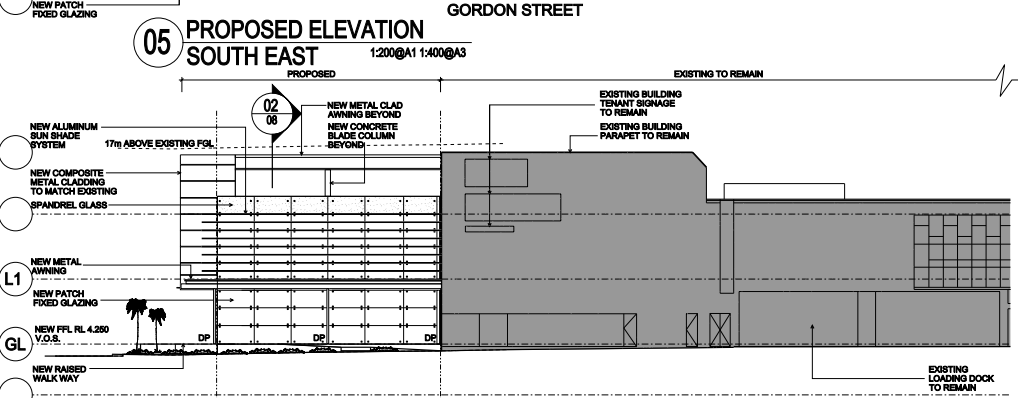 NEW PATCH
FIXED GLAZING
GORDON STREET
05
PROPOSED ELEVATION
SOUTH EAST
1:200@A1 1:400@A3
PROPOSED
EXISTING TO REMAIN
02
08
NEW METAL CLAD
AWNING BEYOND
NEW CONCRETE
BLADE COLUMN
BEYOND
EXISTING BUILDING
TENANT SIGNAGE
TO REMAIN
EXISTING BUILDING
PARAPET TO REMAIN
NEW ALUMINUM
SUN SHADE
SYSTEM
17m ABOVE EXISTING FGL
NEW COMPOSITE
METAL CLADDING
TO MATCH EXISTING
SPANDREL GLASS
NEW METAL
AWNING
L1
NEW PATCH
FIXED GLAZING
NEW FFL RL 4.250
V.O.S.
GL
DP
DP
DP
NEW RAISED
WALK WAY
EXISTING
LOADING DOCK
TO REMAIN